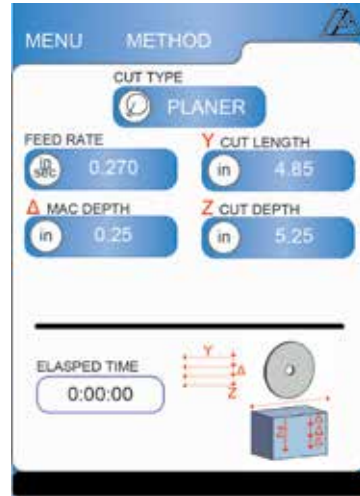 MENU METHOD
CUT TYPE
PLANER
FEED RATE Y CUT LENGTH
in sec 0.270 in 4.85
Δ MAC DEPTH Z CUT DEPTH
in 0.25 in 5.25
ELASPED TIME
0:00:00
Y
Δ
Z